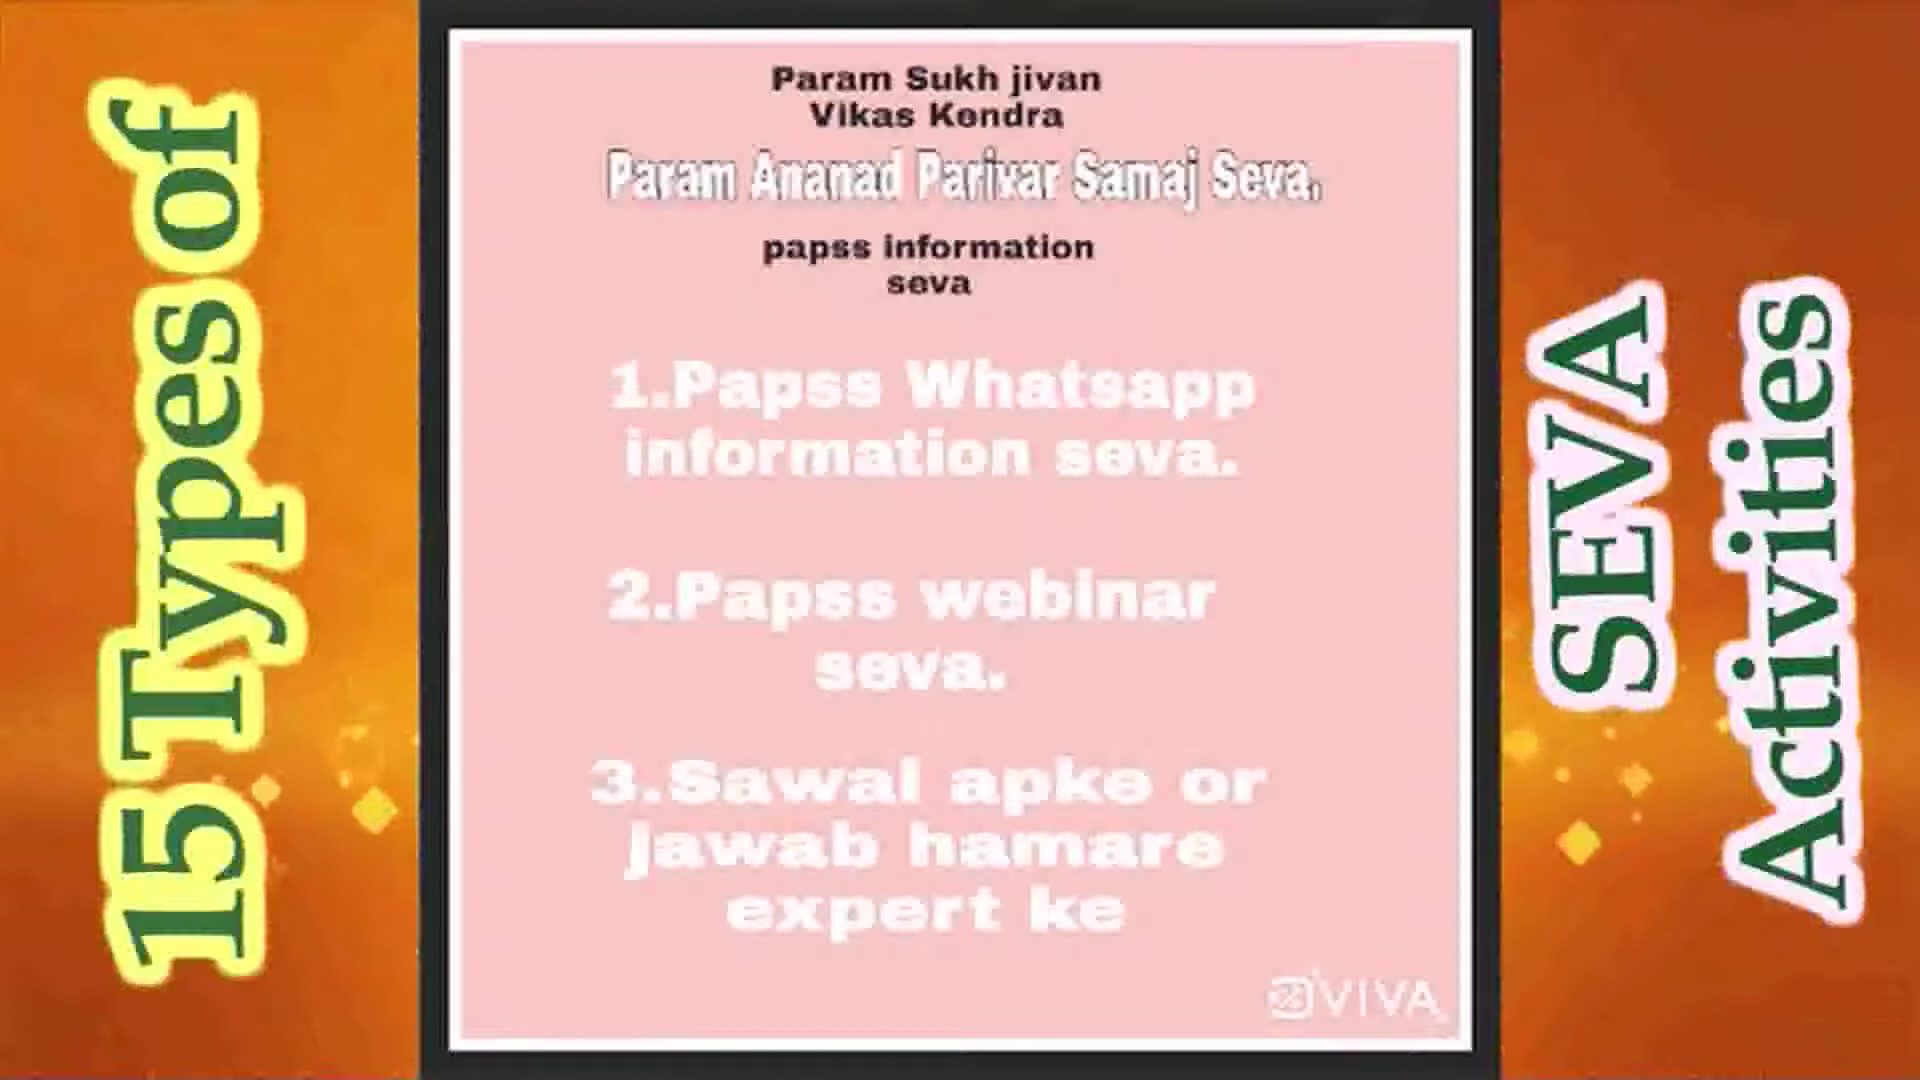 15 Types of
Param Sukh jivan
Vikas Kendra
Param Ananad Parivar Samaj Seva.
papss information
seva
1.Papss Whatsapp
information seva.
2.Papss webinar
seva.
3.Sawal apke or
jawab hamare
expert ke
VIVA
SEVA
Activities